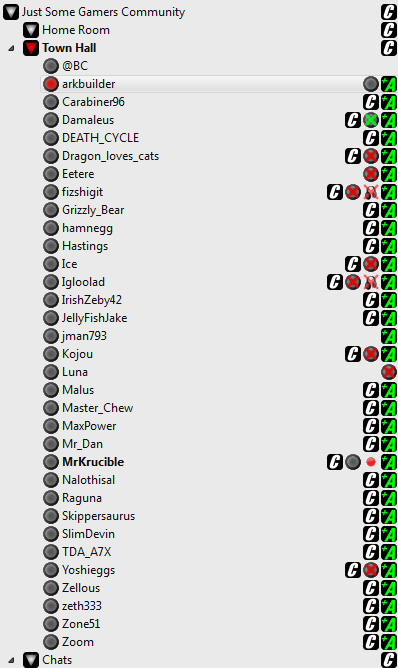 Just Some Gamers Community C
Home Room C
Town Hall C
@BC
arkbuilder +A
Carabiner96 C +A
Damaleus C +A
DEATH_CYCLE C +A
Dragon_loves_cats C +A
Eetere +A
fizshigit C +A
Grizzly_Bear C +A
hamnegg C +A
Hastings C +A
Ice C +A
Igloolad C +A
IrishZeby42 C +A
JellyFishJake C +A
jman793 +A
Kojou C +A
Luna
Malus C +A
Master_Chew C +A
MaxPower C +A
Mr_Dan C +A
MrKrucible C +A
Nalothisal C +A
Raguna C +A
Skippersaurus C +A
SlimDevin C +A
TDA_A7X C +A
Yoshieggs C +A
Zellous C +A
zeth333 C +A
Zone51 C +A
Zoom C +A
Chats C